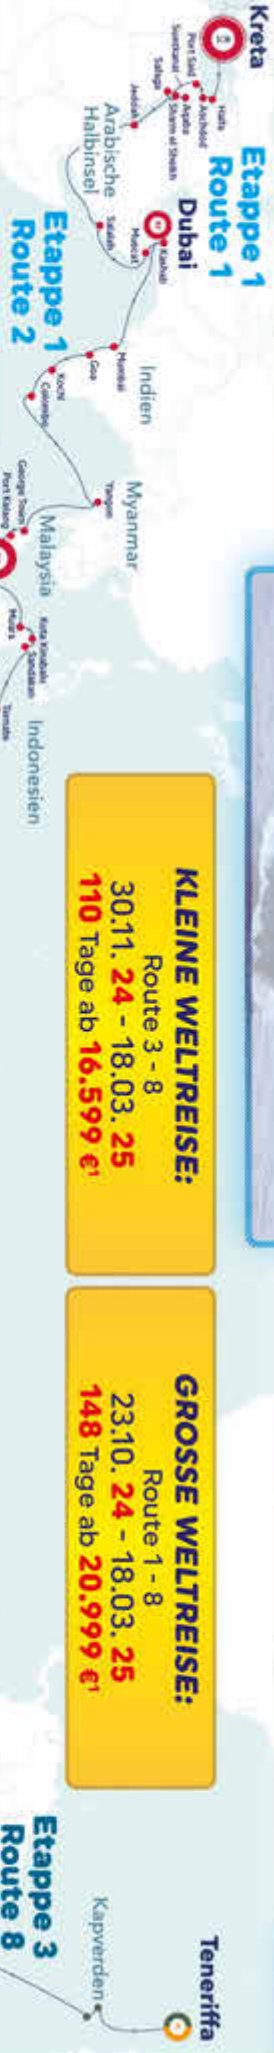 Kreta
Haifa
Aschdod
Port Said
Suezkanal
Aqaba
Sharm el Sheikh
Safaga
Jeddah
Etappe 1
Route 1
Arabische
Halbinsel
Dubai
Khasab
Muscat
Salalah
Etappe 1
Route 2
Indien
Mumbai
Goa
Kochi
Colombo
Myanmar
Yangon
Malaysia
George Town
Port Kelang
Kota Kinabalu
Sandakan
Muara
Indonesien
Ternate
KLEINE WELTREISE:
Route 3 - 8
30.11. 24 - 18.03. 25
110 Tage ab 16.599 €¹
GROSSE WELTREISE:
Route 1 - 8
23.10. 24 - 18.03. 25
148 Tage ab 20.999 €¹
Teneriffa
Kapverden
Etappe 3
Route 8